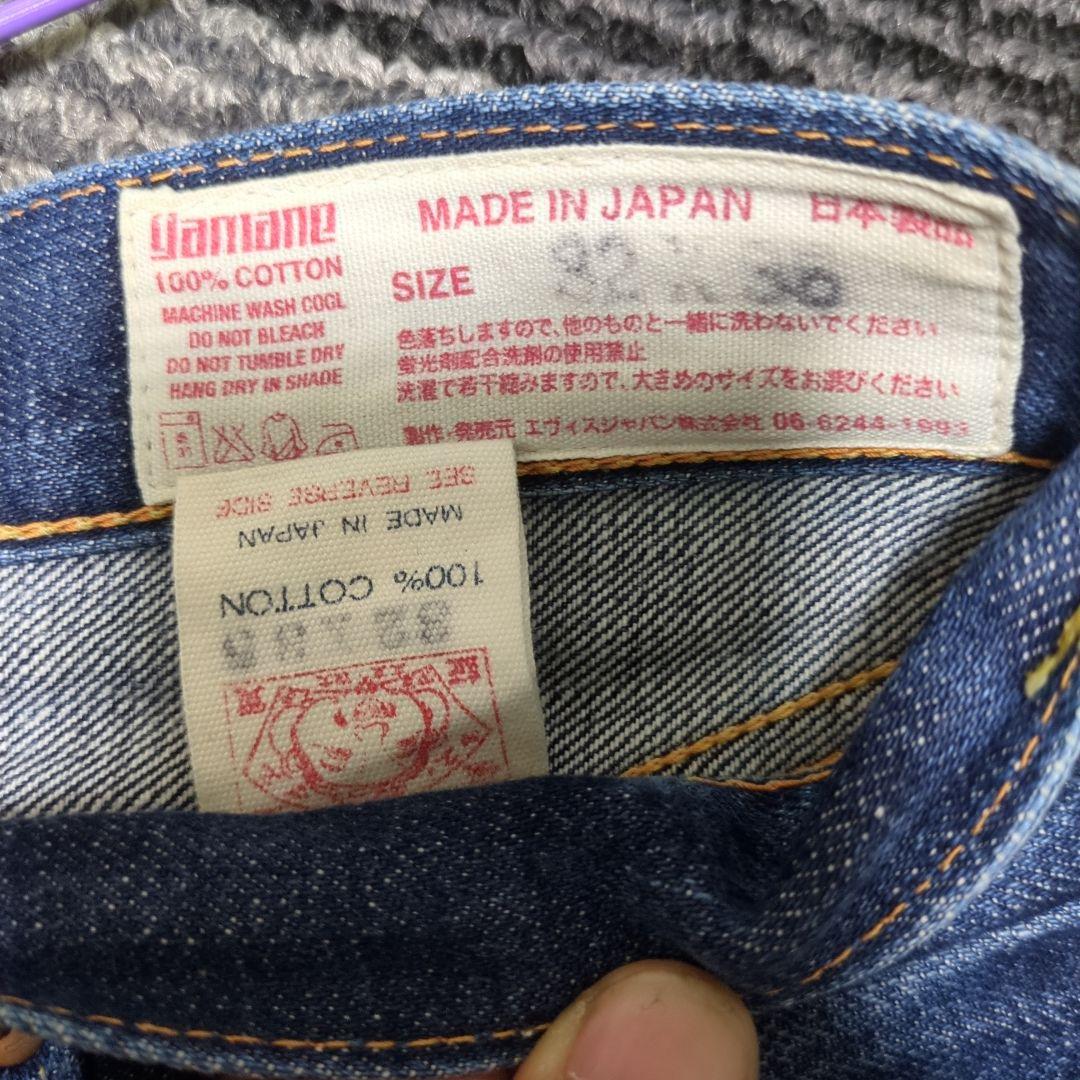 yamane
100% COTTON
MACHINE WASH COOL
DO NOT BLEACH
DO NOT TUMBLE DRY
HANG DRY IN SHADE
MADE IN JAPAN 日本製品
SIZE 32 30
色落ちしますので、他のものと一緒に洗わないでください
蛍光剤配合洗剤の使用禁止
洗濯で若干縮みますので、大きめのサイズをお選びください
製作・発売元 エヴィスジャパン株式会社 06-6244-1993
32
100% COTTON
MADE IN JAPAN
SEE REVERSE SIDE